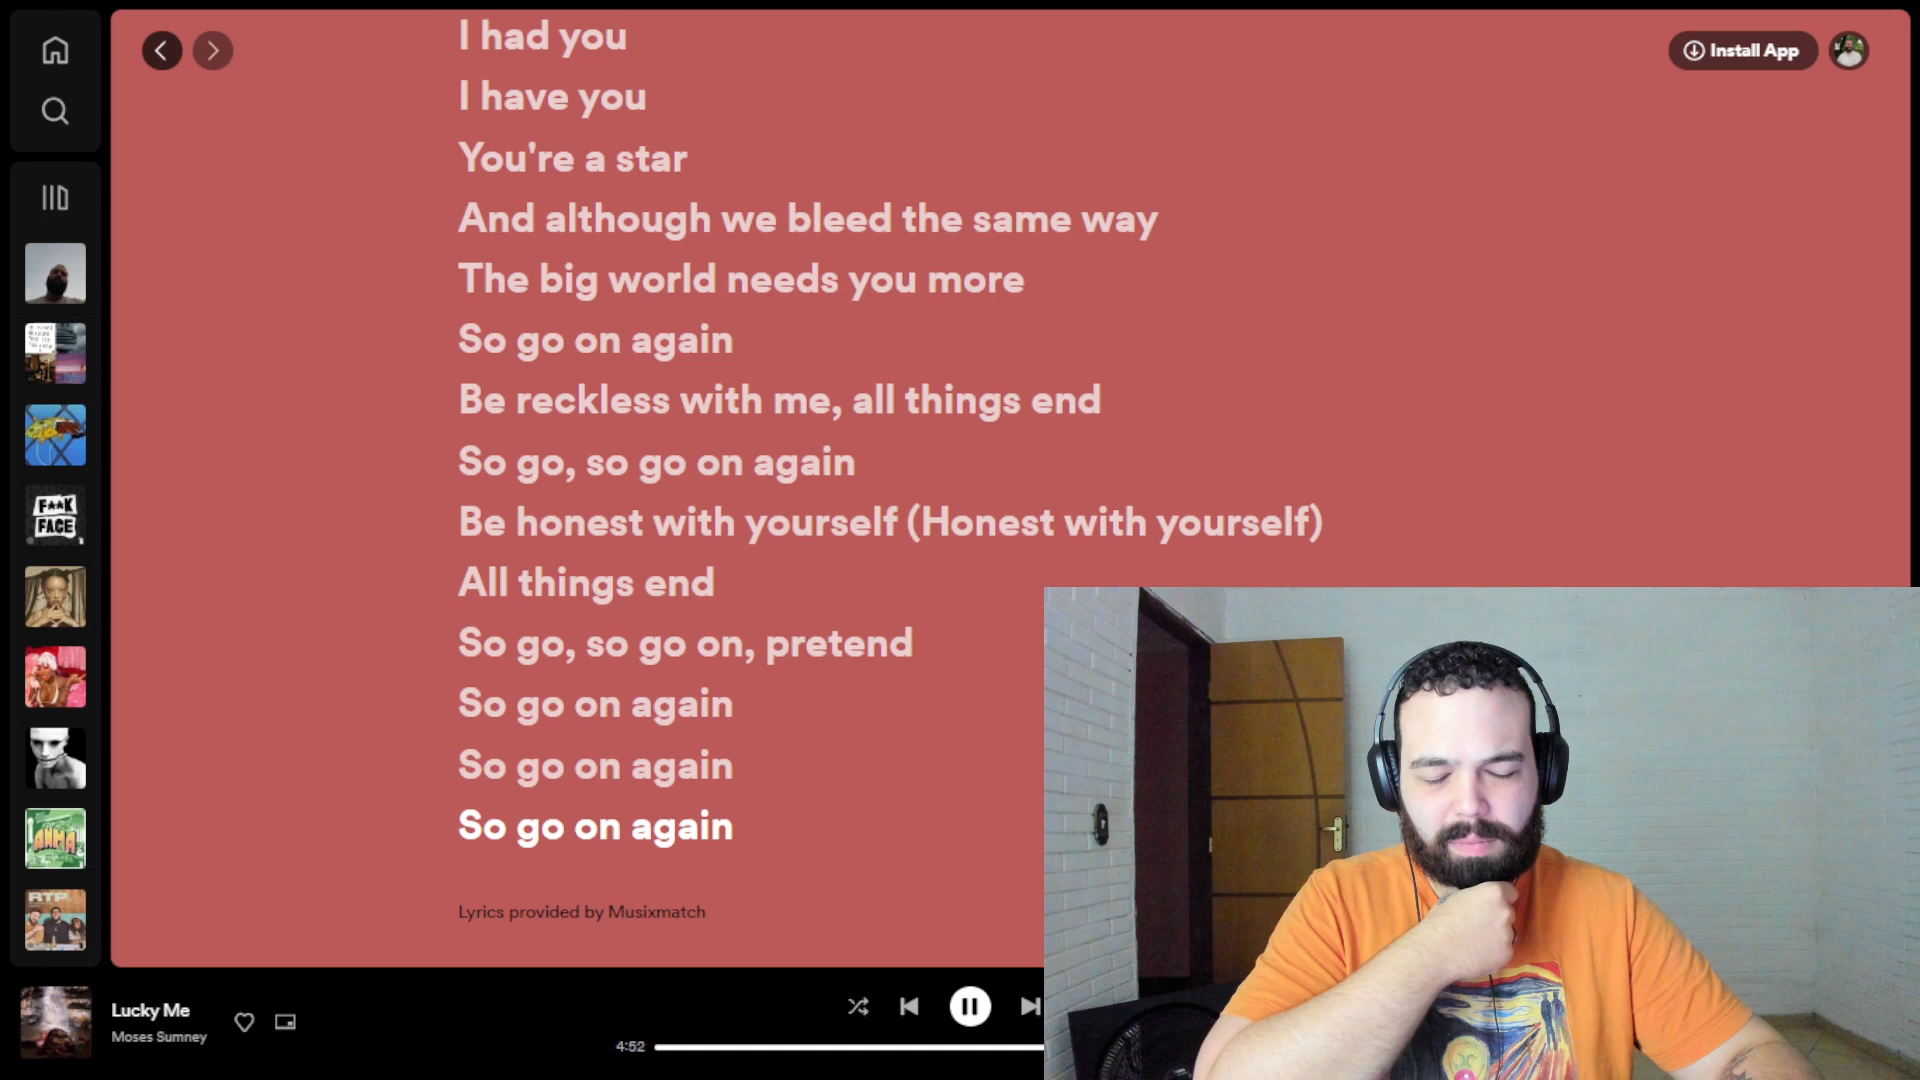 I had you
Install App
I have you
You're a star
And although we bleed the same way
The big world needs you more
So go on again
Be reckless with me, all things end
So go, so go on again
Be honest with yourself (Honest with yourself)
F**K
FACE
All things end
So go, so go on, pretend
So go on again
So go on again
So go on again
ANMA
RTP
Lyrics provided by Musixmatch
Lucky Me
Moses Sumney
4:52